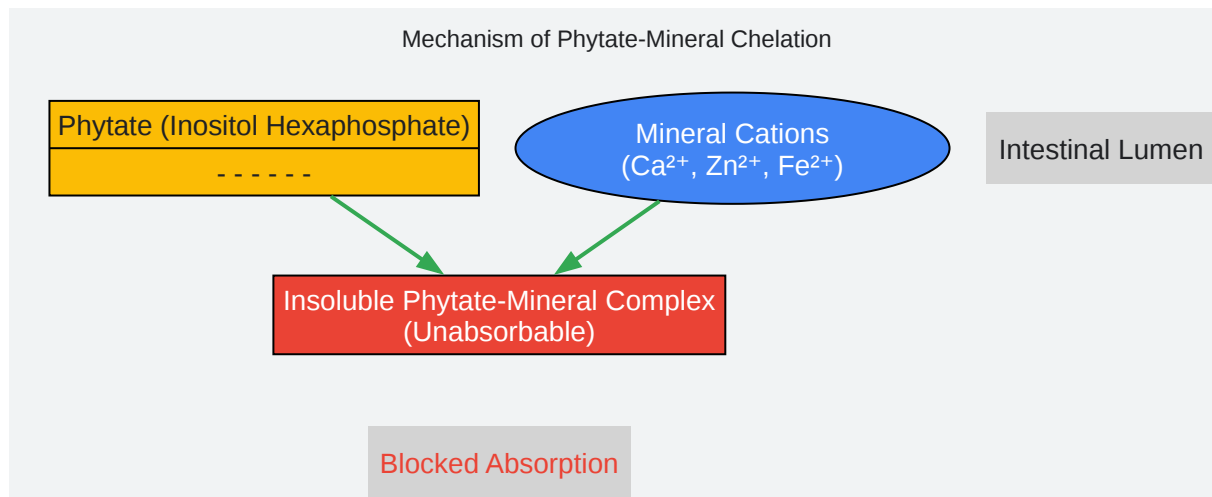 Mechanism of Phytate-Mineral Chelation
Phytate (Inositol Hexaphosphate)
- - - - - -
Mineral Cations
(Ca²⁺, Zn²⁺, Fe²⁺)
Intestinal Lumen
Insoluble Phytate-Mineral Complex
(Unabsorbable)
Blocked Absorption